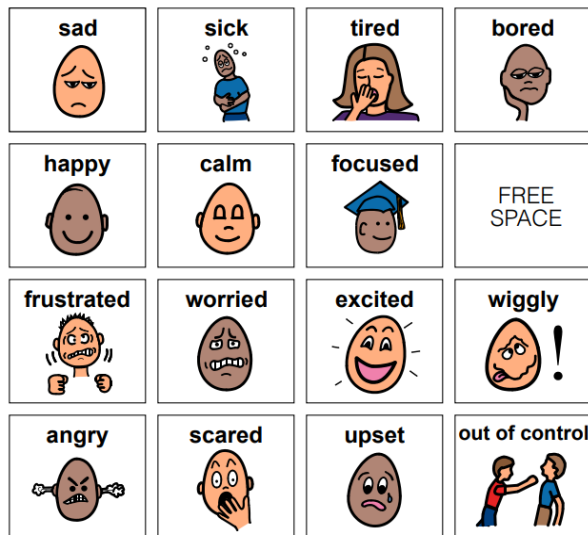 sad
sick
tired
bored
happy
calm
focused
FREE
SPACE
frustrated
worried
excited
wiggly
!
angry
scared
upset
out of control